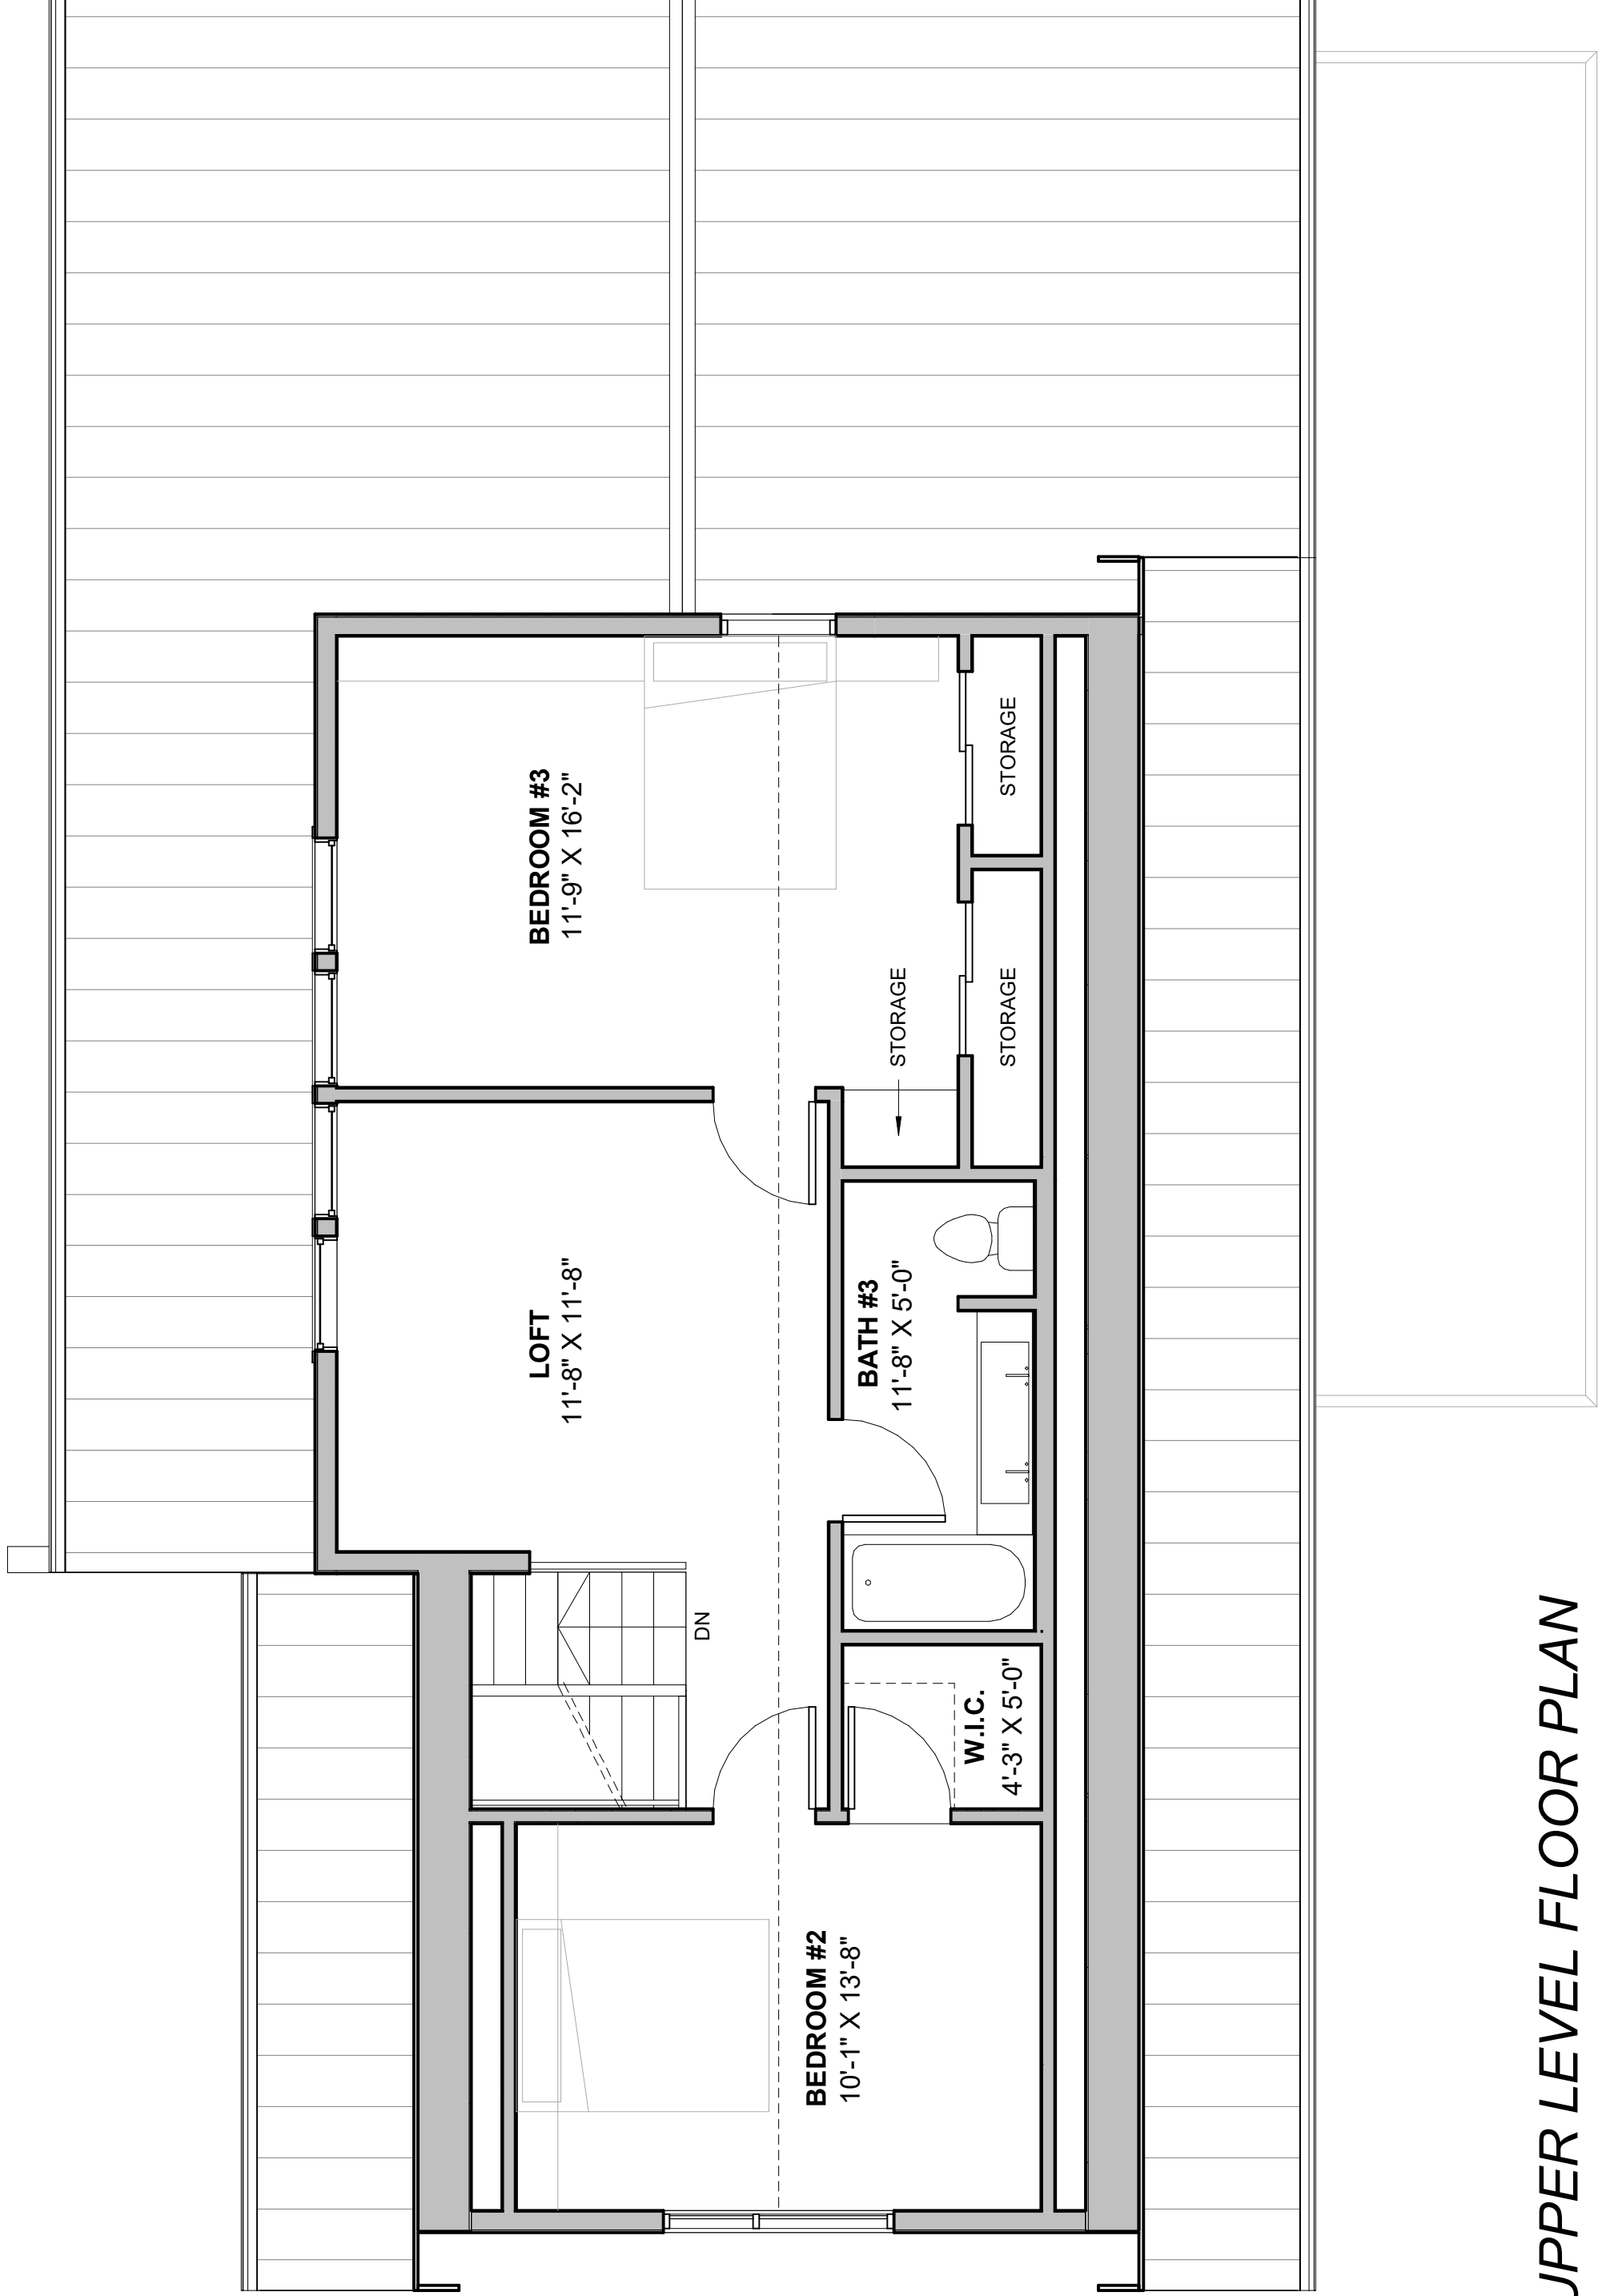 LOFT
11'-8" X 11'-8"
BEDROOM #3
11'-9" X 16'-2"
DN
BEDROOM #2
10'-1" X 13'-8"
BATH #3
11'-8" X 5'-0"
STORAGE
W.I.C.
4'-3" X 5'-0"
STORAGE
STORAGE
UPPER LEVEL FLOOR PLAN